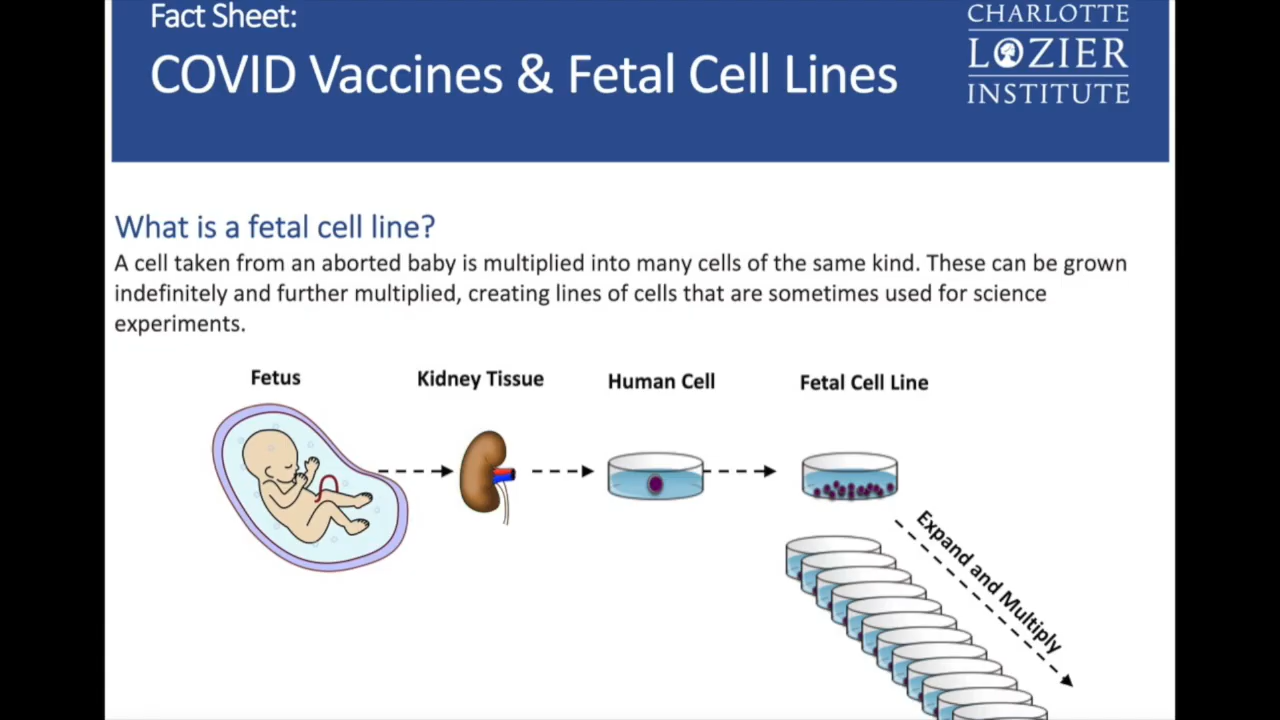 Fact Sheet:
COVID Vaccines & Fetal Cell Lines
CHARLOTTE
LOZIER
INSTITUTE
What is a fetal cell line?
A cell taken from an aborted baby is multiplied into many cells of the same kind. These can be grown
indefinitely and further multiplied, creating lines of cells that are sometimes used for science
experiments.
Fetus
Kidney Tissue
Human Cell
Fetal Cell Line
Expand and Multiply